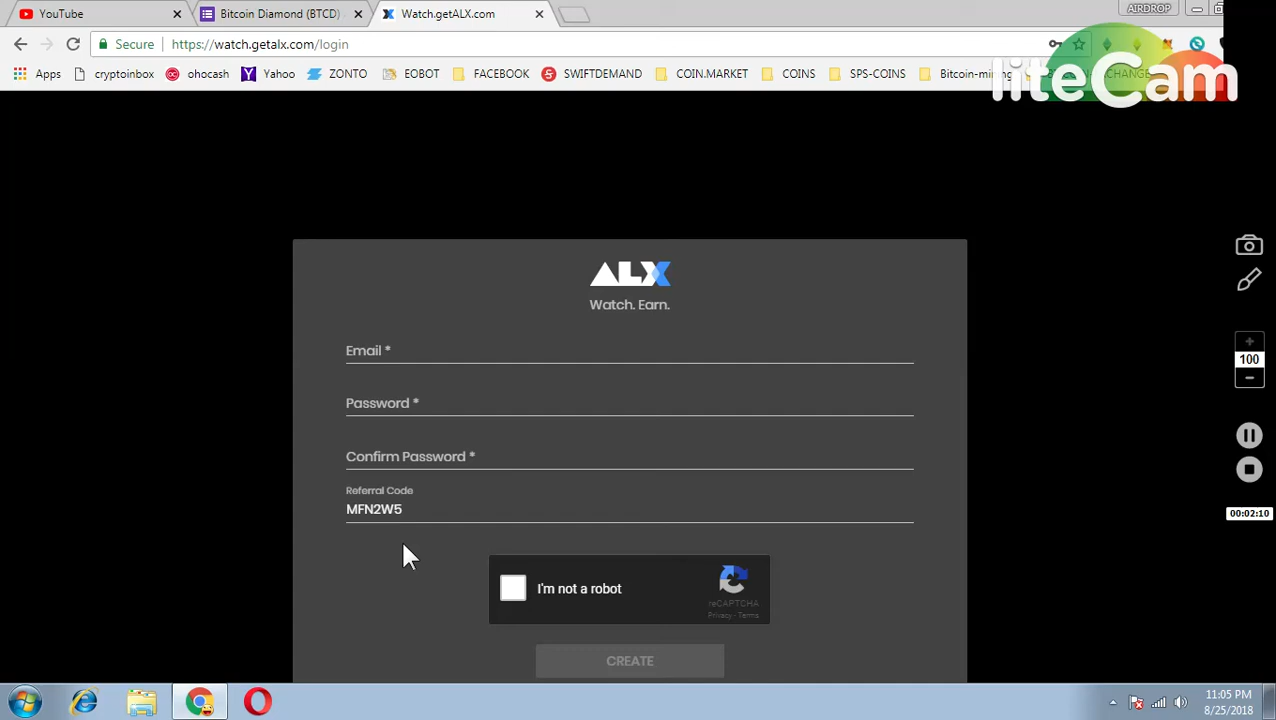 YouTube
Bitcoin Diamond (BTCD)
Watch.getALX.com
AIRDROP
Secure
https://watch.getalx.com/login
Apps
cryptoinbox
ohocash
Yahoo
ZONTO
EOBOT
FACEBOOK
SWIFTDEMAND
COIN.MARKET
COINS
SPS-COINS
Bitcoin-mining
liteCam
ALX
Watch. Earn.
Email *
Password *
Confirm Password *
Referral Code
MFN2W5
I'm not a robot
reCAPTCHA
Privacy - Terms
CREATE
100
00:02:10
11:05 PM
8/25/2018